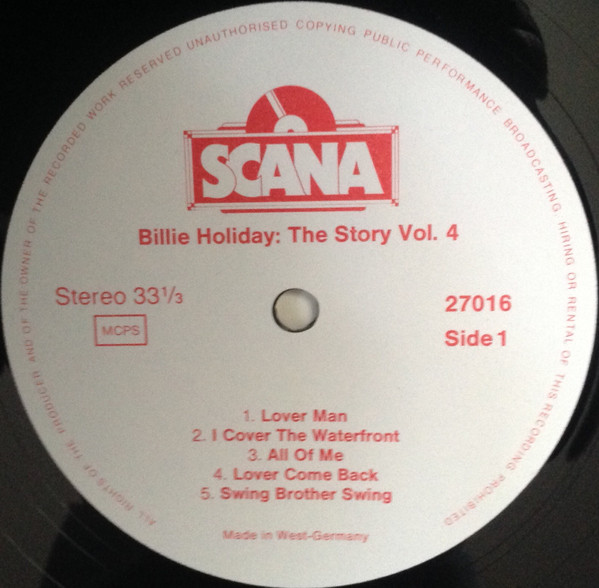 ALL RIGHTS OF THE PRODUCER AND OF THE OWNER OF THE RECORDED WORK RESERVED UNAUTHORISED COPYING PUBLIC PERFORMANCE BROADCASTING HIRING OR RENTAL OF THIS RECORDING PROHIBITED
SCANA
Billie Holiday: The Story Vol. 4
Stereo 33 1/3
27016
MCPS
Side 1
1. Lover Man
2. I Cover The Waterfront
3. All Of Me
4. Lover Come Back
5. Swing Brother Swing
Made in West-Germany